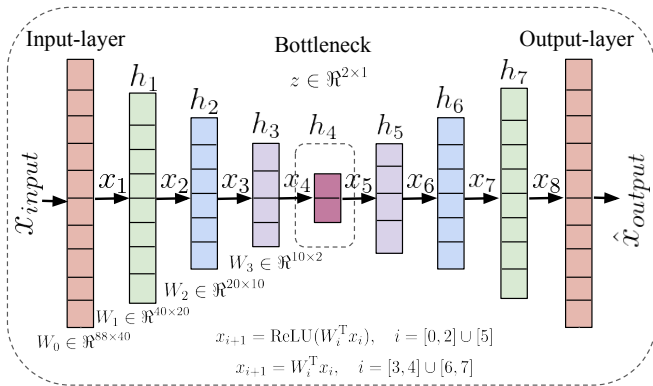 Input-layer
Bottleneck
Output-layer
z ∈ ℜ^{2×1}
h_1
h_2
h_3
h_4
h_5
h_6
h_7
x_{input}
x_1
x_2
x_3
x_4
x_5
x_6
x_7
x_8
x̂_{output}
W_3 ∈ ℜ^{10×2}
W_2 ∈ ℜ^{20×10}
W_1 ∈ ℜ^{40×20}
W_0 ∈ ℜ^{88×40}
x_{i+1} = ReLU(W_i^T x_i), i = [0, 2] ∪ [5]
x_{i+1} = W_i^T x_i, i = [3, 4] ∪ [6, 7]